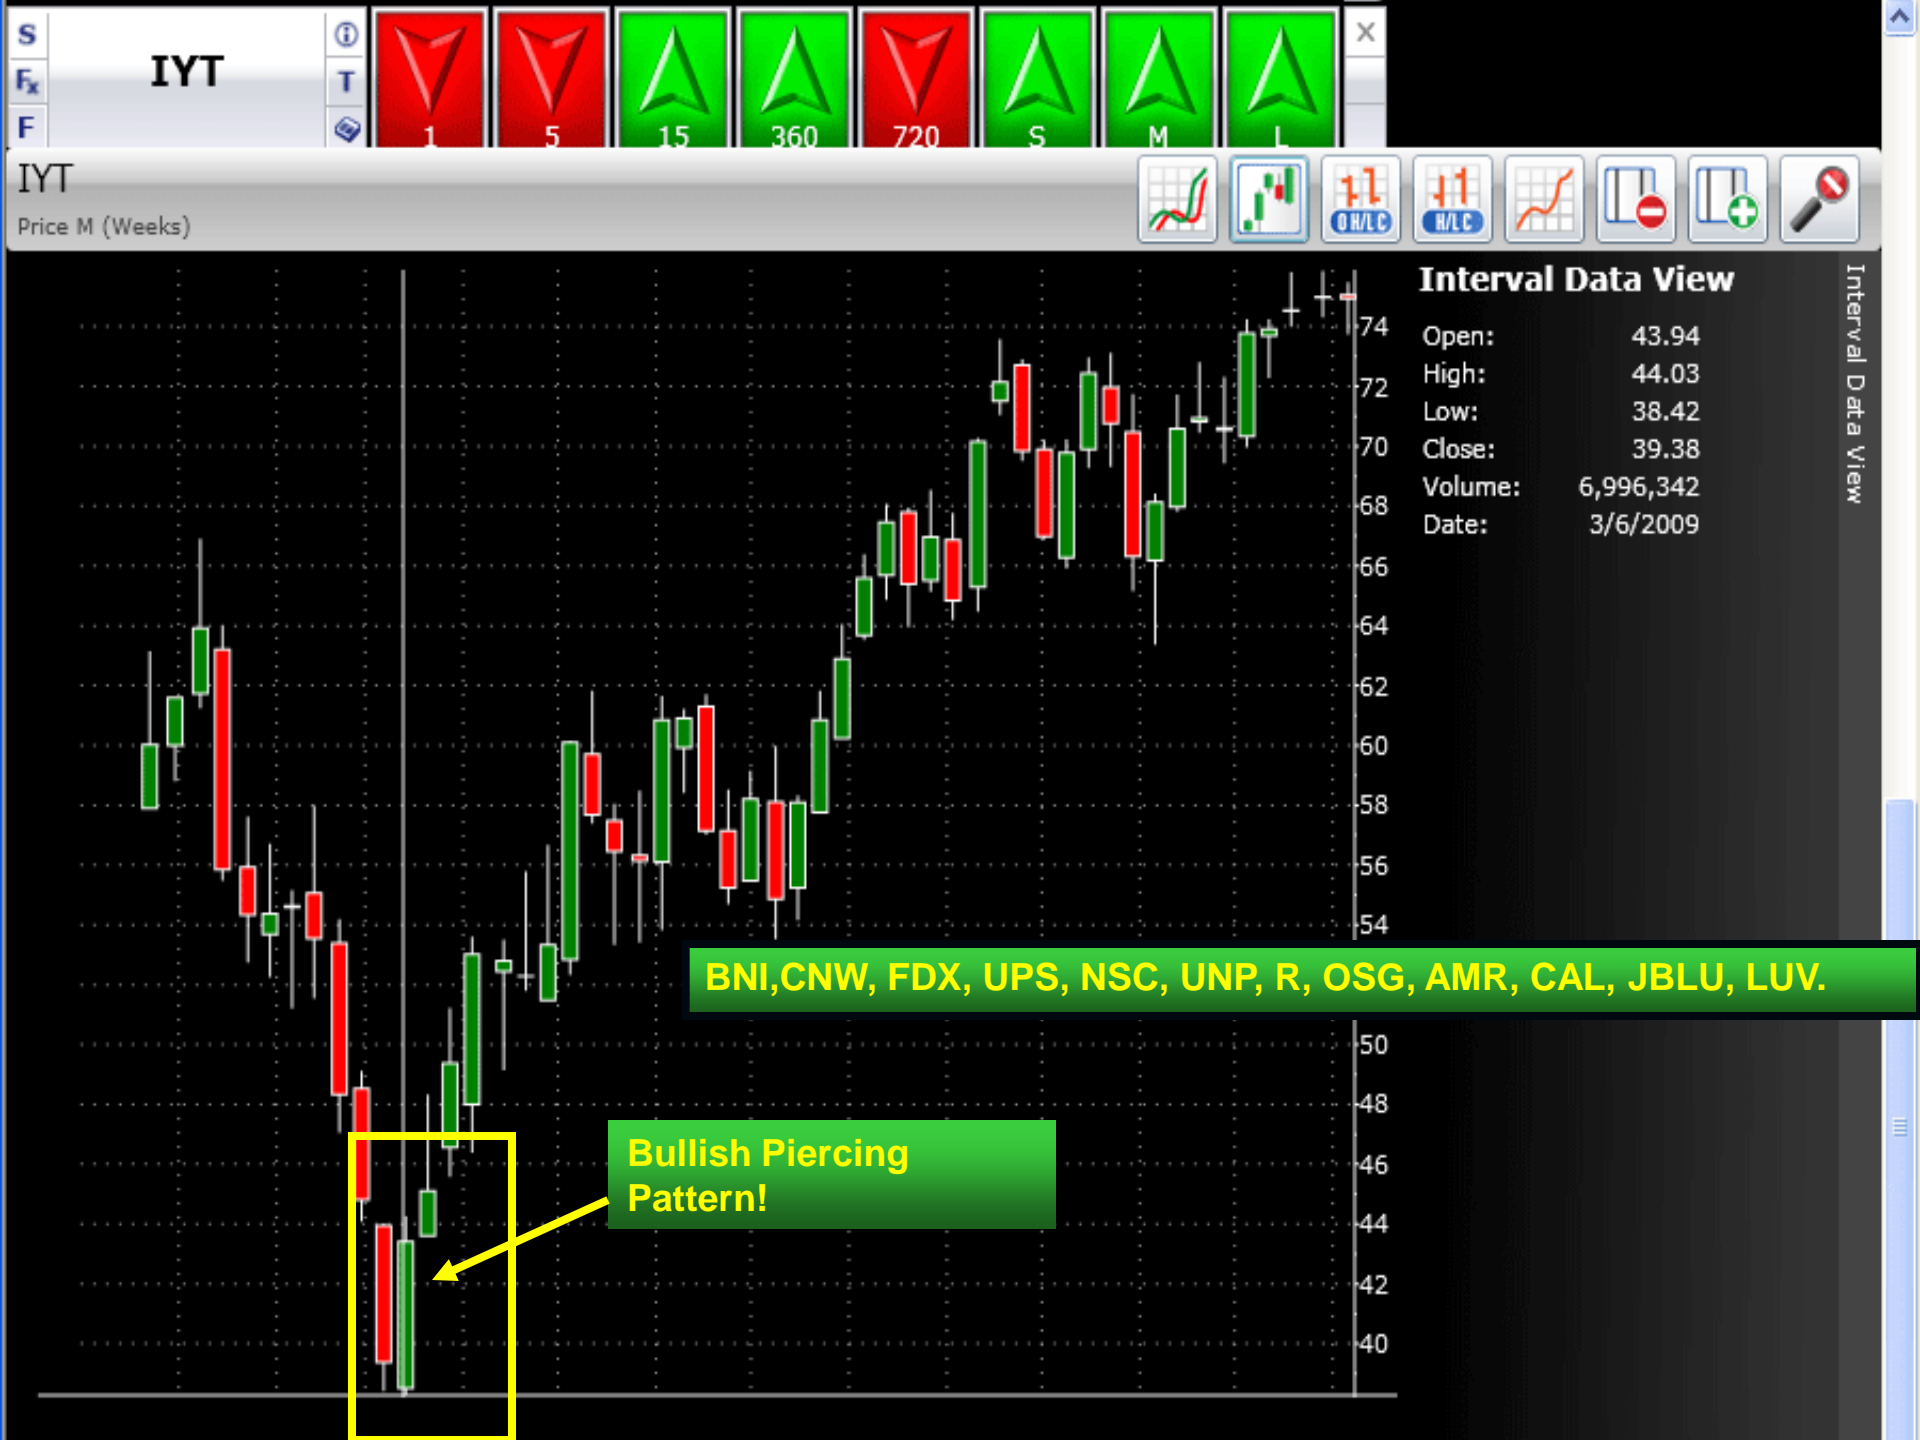 S
Fx
F
IYT
T
1
5
15
360
720
S
M
L
X
IYT
Price M (Weeks)
OH/LC
H/LC
Interval Data View
Open: 43.94
High: 44.03
Low: 38.42
Close: 39.38
Volume: 6,996,342
Date: 3/6/2009
Interval Data View
74
72
70
68
66
64
62
60
58
56
54
BNI,CNW, FDX, UPS, NSC, UNP, R, OSG, AMR, CAL, JBLU, LUV.
50
48
Bullish Piercing
Pattern!
46
44
42
40